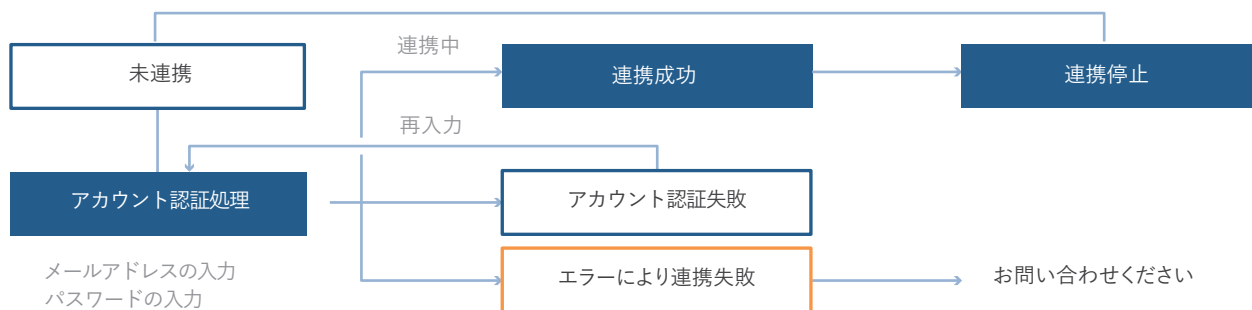 連携中
未連携
連携成功
連携停止
再入力
アカウント認証処理
アカウント認証失敗
メールアドレスの入力
パスワードの入力
エラーにより連携失敗
お問い合わせください